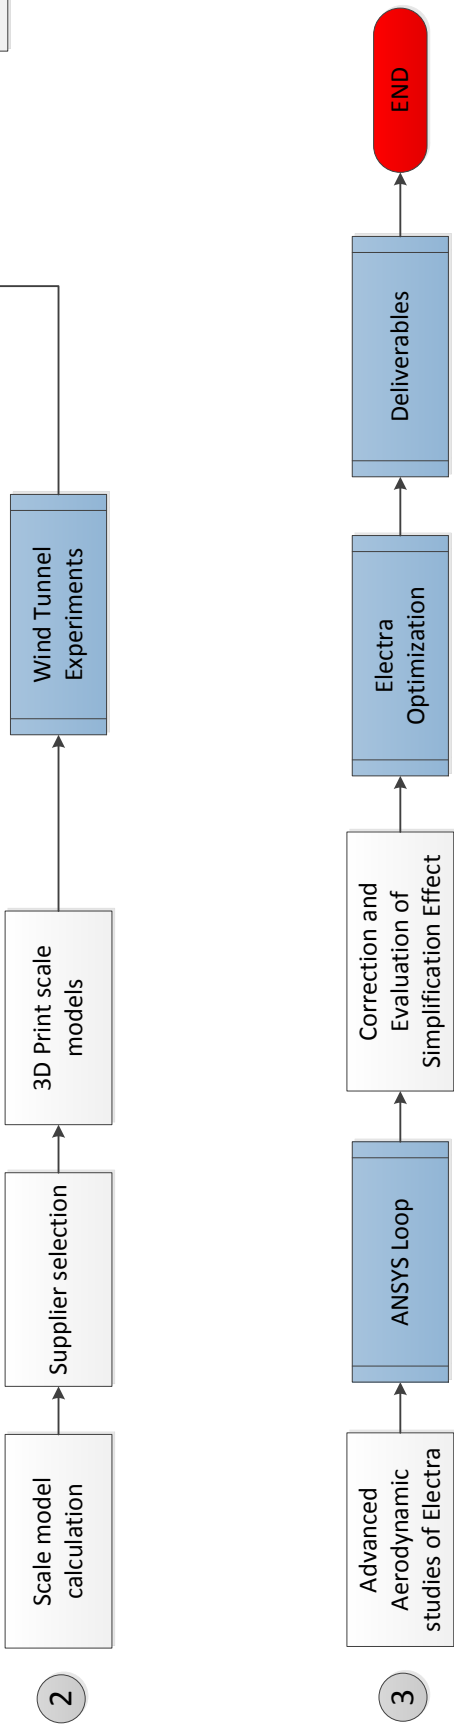 2
Scale model
calculation
Supplier selection
3D Print scale
models
Wind Tunnel
Experiments
3
Advanced
Aerodynamic
studies of Electra
ANSYS Loop
Correction and
Evaluation of
Simplification Effect
Electra
Optimization
Deliverables
END